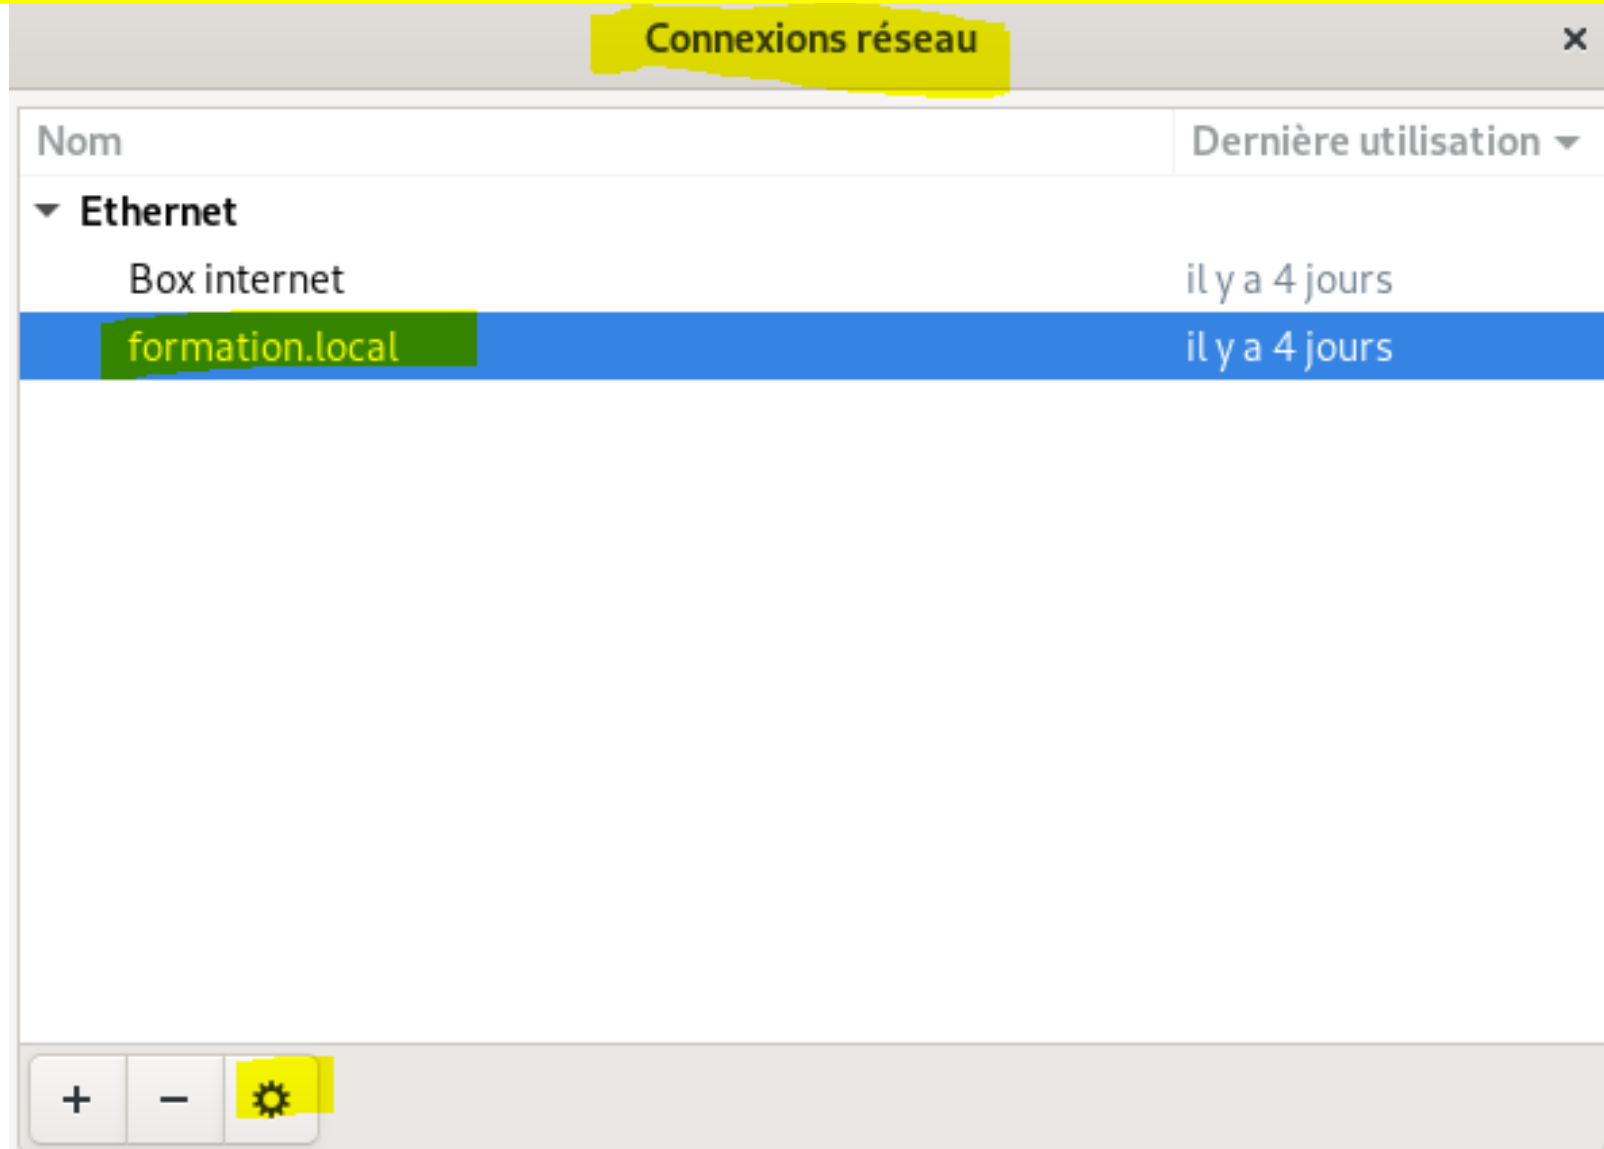 Connexions réseau
Nom Dernière utilisation
Ethernet
Box internet il y a 4 jours
formation.local il y a 4 jours